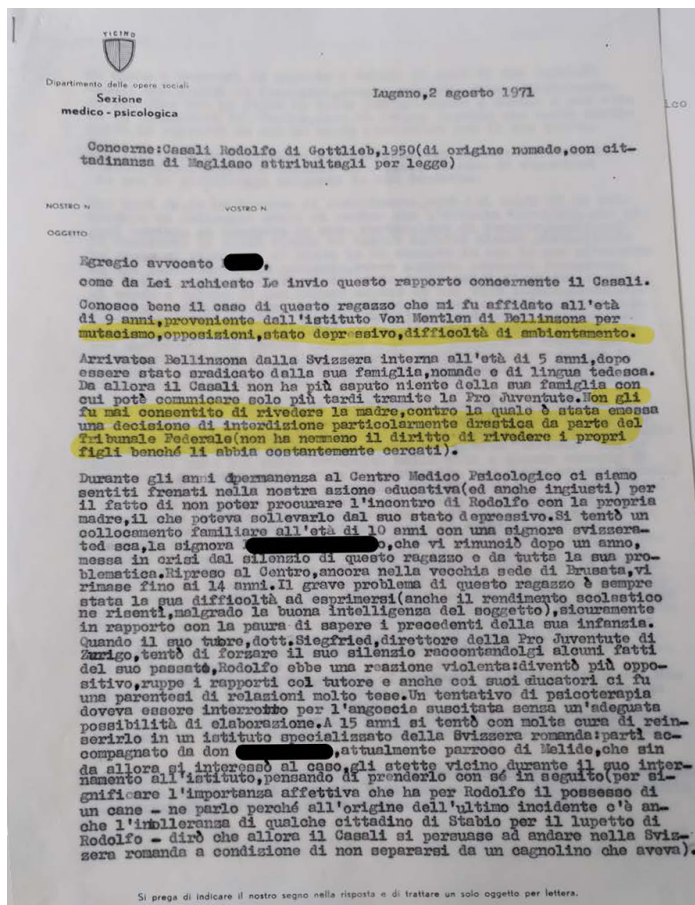 TICINO
Dipartimento delle opere sociali
Sezione
medico - psicologica
Lugano,2 agosto 1971
ico
Concerne:Casali Rodolfo di Gottlieb,1950(di origine nomade,con cit-
tadinanza di Magliaso attribuitagli per legge)
NOSTRO N
VOSTRO N
OGGETTO
Egregio avvocato
come da Lei richiesto Le invio questo rapporto concernente il Casali.
Conosco bene il caso di questo ragazzo che mi fu affidato all'età
di 9 anni,proveniente dall'istituto Von Mentlen di Bellinzona per
mutacismo,opposizioni,stato depressivo,difficoltà di ambientamento.
Arrivatoa Bellinzona dalla Svizzera interna all'età di 5 anni,dopo
essere stato sradicato dalla sua famiglia,nomade e di lingua tedesca.
Da allora il Casali non ha più saputo niente della sua famiglia con
cui potè comunicare solo più tardi tramite la Pro Juventute.Non gli
fu mai consentito di rivedere la madre,contro la quale è stata emessa
una decisione di interdizione particolarmente drastica da parte del
Tribunale Federale(non ha nemmeno il diritto di rivedere i propri
figli benché li abbia costantemente cercati).
Durante gli anni dpermanenza al Centro Medico Psicologico ci siamo
sentiti frenati nella nostra azione educativa(ed anche ingiusti) per
il fatto di non poter procurare l'incontro di Rodolfo con la propria
madre,il che poteva sollevarlo dal suo stato depressivo.Si tentò un
collocamento familiare all'età di 10 anni con una signora svizzera-
ted sca,la signora o,che vi rinunciò dopo un anno,
messa in crisi dal silenzio di questo ragazzo e da tutta la sua pro-
blematica.Ripreso al Centro,ancora nella vecchia sede di Brusata,vi
rimase fino ai 14 anni.Il grave problema di questo ragazzo è sempre
stata la sua difficoltà ad esprimersi(anche il rendimento scolastico
ne risentì,malgrado la buona intelligenza del soggetto),sicuramente
in rapporto con la paura di sapere i precedenti della sua infanzia.
Quando il suo tutore,dott.Siegfried,direttore della Pro Juventute di
Zurigo,tentò di forzare il suo silenzio raccontandolgi alcuni fatti
del suo passato,Rodolfo ebbe una reazione violenta:diventò più oppo-
sitivo,ruppe i rapporti col tutore e anche coi suoi educatori ci fu
una parentesi di relazioni molto tese.Un tentativo di psicoterapia
doveva essere interrotto per l'angoscia suscitata senza un'adeguata
possibilità di elaborazione.A 15 anni si tentò con molta cura di rein-
serirlo in un istituto specializzato della Svizzera romanda:partì ac-
compagnato da don ,attualmente parroco di Melide,che sin
da allora si interessò al caso,gli stette vicino durante il suo inter-
namento all'istituto,pensando di prenderlo con sé in seguito(per si-
gnificare l'importanza affettiva che ha per Rodolfo il possesso di
un cane - ne parlo perché all'origine dell'ultimo incidente c'è an-
che l'intolleranza di qualche cittadino di Stabio per il lupetto di
Rodolfo - dirò che allora il Casali si persuase ad andare nella Sviz-
zera romanda a condizione di non separarsi da un cagnolino che aveva).
Si prega di indicare il nostro segno nella risposta e di trattare un solo oggetto per lettera.